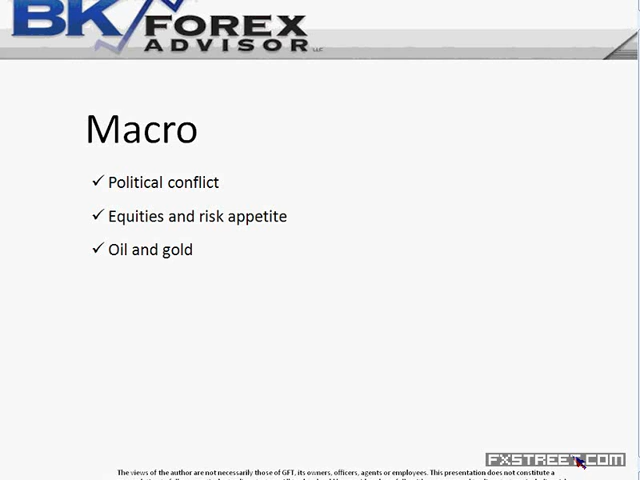 BK FOREX
ADVISOR LLC
Macro
✓ Political conflict
✓ Equities and risk appetite
✓ Oil and gold
FXSTREET.COM
The views of the author are not necessarily those of GFT, its owners, officers, agents or employees. This presentation does not constitute a